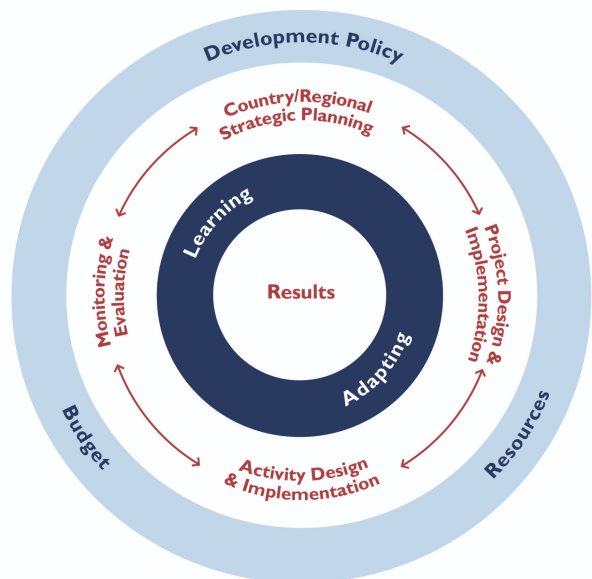 Development Policy
Country/Regional
Strategic Planning
Learning
Monitoring &
Evaluation
Results
Project Design &
Implementation
Adapting
Budget
Resources
Activity Design
& Implementation